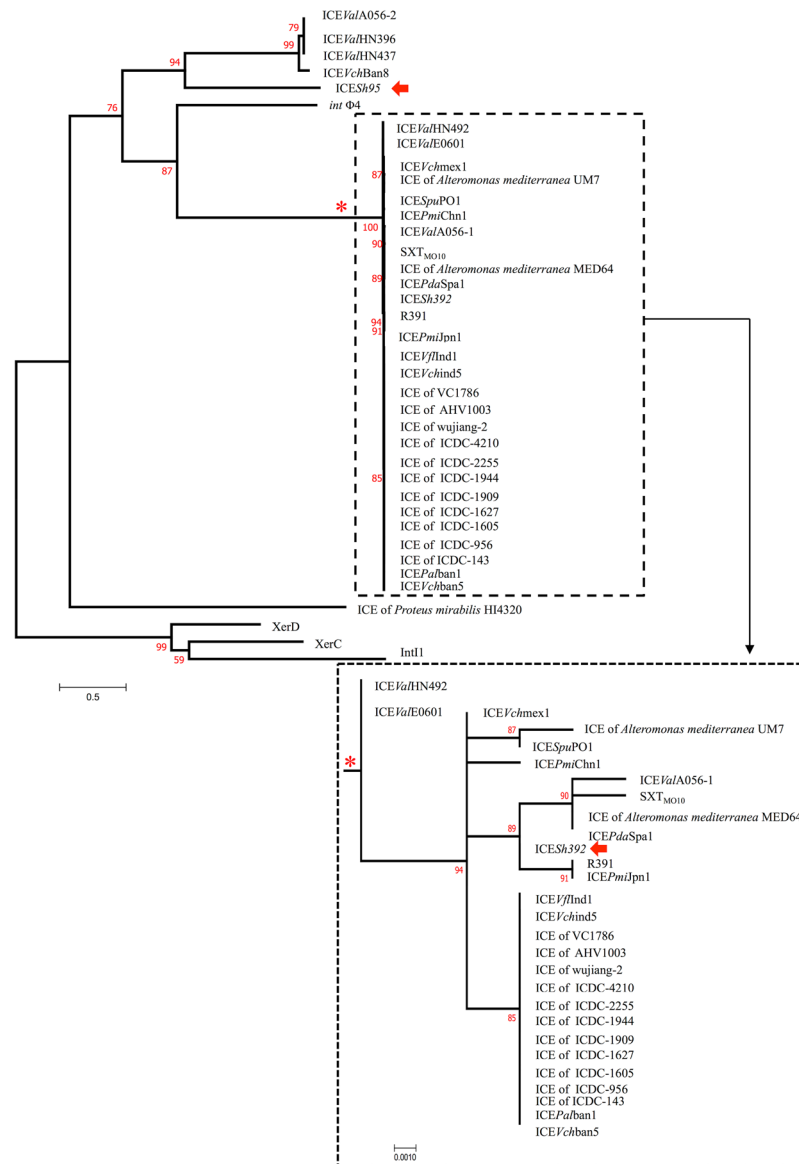 ICEValA056-2
79
ICEValHN396
99
ICEValHN437
94
ICEVchBan8
ICESh95
76
int Φ4
ICEValHN492
ICEValE0601
87
ICEVchmex1
87
ICE of Alteromonas mediterranea UM7
ICESpuPO1
*
ICEPmiChn1
100
ICEValA056-1
90
SXTMO10
ICE of Alteromonas mediterranea MED64
89
ICEPdaSpa1
ICESh392
R391
94
91
ICEPmiJpn1
ICEVflInd1
ICEVchind5
ICE of VC1786
ICE of AHV1003
ICE of wujiang-2
ICE of ICDC-4210
ICE of ICDC-2255
85
ICE of ICDC-1944
ICE of ICDC-1909
ICE of ICDC-1627
ICE of ICDC-1605
ICE of ICDC-956
ICE of ICDC-143
ICEPalban1
ICEVchban5
ICE of Proteus mirabilis HI4320
XerD
99
XerC
59
IntI1
0.5
ICEValHN492
ICEValE0601
ICEVchmex1
87
ICE of Alteromonas mediterranea UM7
ICESpuPO1
*
ICEPmiChn1
ICEValA056-1
90
SXTMO10
ICE of Alteromonas mediterranea MED64
89
ICEPdaSpa1
ICESh392
94
R391
91
ICEPmiJpn1
ICEVflInd1
ICEVchind5
ICE of VC1786
ICE of AHV1003
ICE of wujiang-2
ICE of ICDC-4210
ICE of ICDC-2255
85
ICE of ICDC-1944
ICE of ICDC-1909
ICE of ICDC-1627
ICE of ICDC-1605
ICE of ICDC-956
ICE of ICDC-143
ICEPalban1
ICEVchban5
0.0010